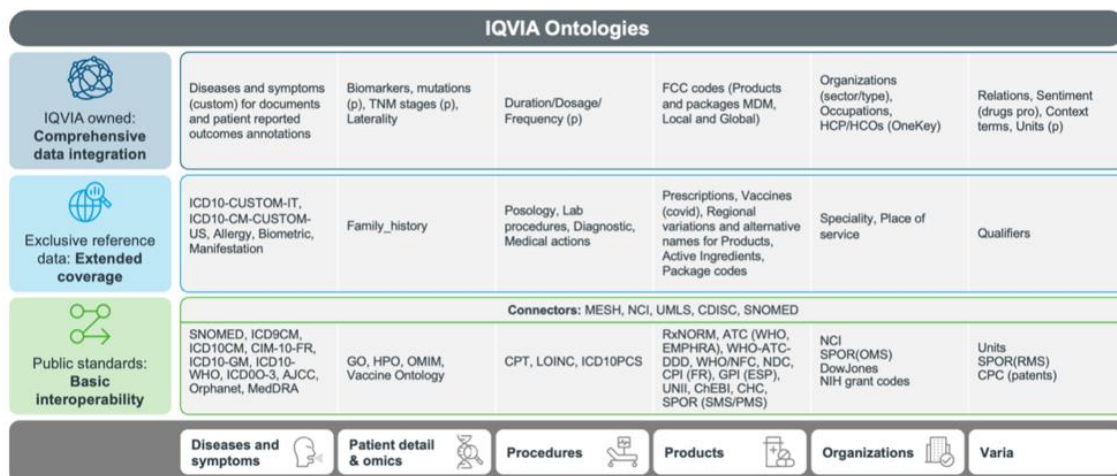 IQVIA Ontologies
IQVIA owned:
Comprehensive
data integration
Diseases and symptoms
(custom) for documents
and patient reported
outcomes annotations
Biomarkers, mutations
(p), TNM stages (p),
Laterality
Duration/Dosage/
Frequency (p)
FCC codes (Products
and packages MDM,
Local and Global)
Organizations
(sector/type),
Occupations,
HCP/HCOs (OneKey)
Relations, Sentiment
(drugs pro), Context
terms, Units (p)
Exclusive reference
data: Extended
coverage
ICD10-CUSTOM-IT,
ICD10-CM-CUSTOM-
US, Allergy, Biometric,
Manifestation
Family_history
Posology, Lab
procedures, Diagnostic,
Medical actions
Prescriptions, Vaccines
(covid), Regional
variations and alternative
names for Products,
Active Ingredients,
Package codes
Speciality, Place of
service
Qualifiers
Public standards:
Basic
interoperability
Connectors: MESH, NCI, UMLS, CDISC, SNOMED
SNOMED, ICD9CM,
ICD10CM, CIM-10-FR,
ICD10-GM, ICD10-
WHO, ICD0O-3, AJCC,
Orphanet, MedDRA
GO, HPO, OMIM,
Vaccine Ontology
CPT, LOINC, ICD10PCS
RxNORM, ATC (WHO,
EMPHRA), WHO-ATC-
DDD, WHO/NFC, NDC,
CPI (FR), GPI (ESP),
UNII, ChEBI, CHC,
SPOR (SMS/PMS)
NCI
SPOR(OMS)
DowJones
NIH grant codes
Units
SPOR(RMS)
CPC (patents)
Diseases and
symptoms
Patient detail
& omics
Procedures
Products
Organizations
Varia